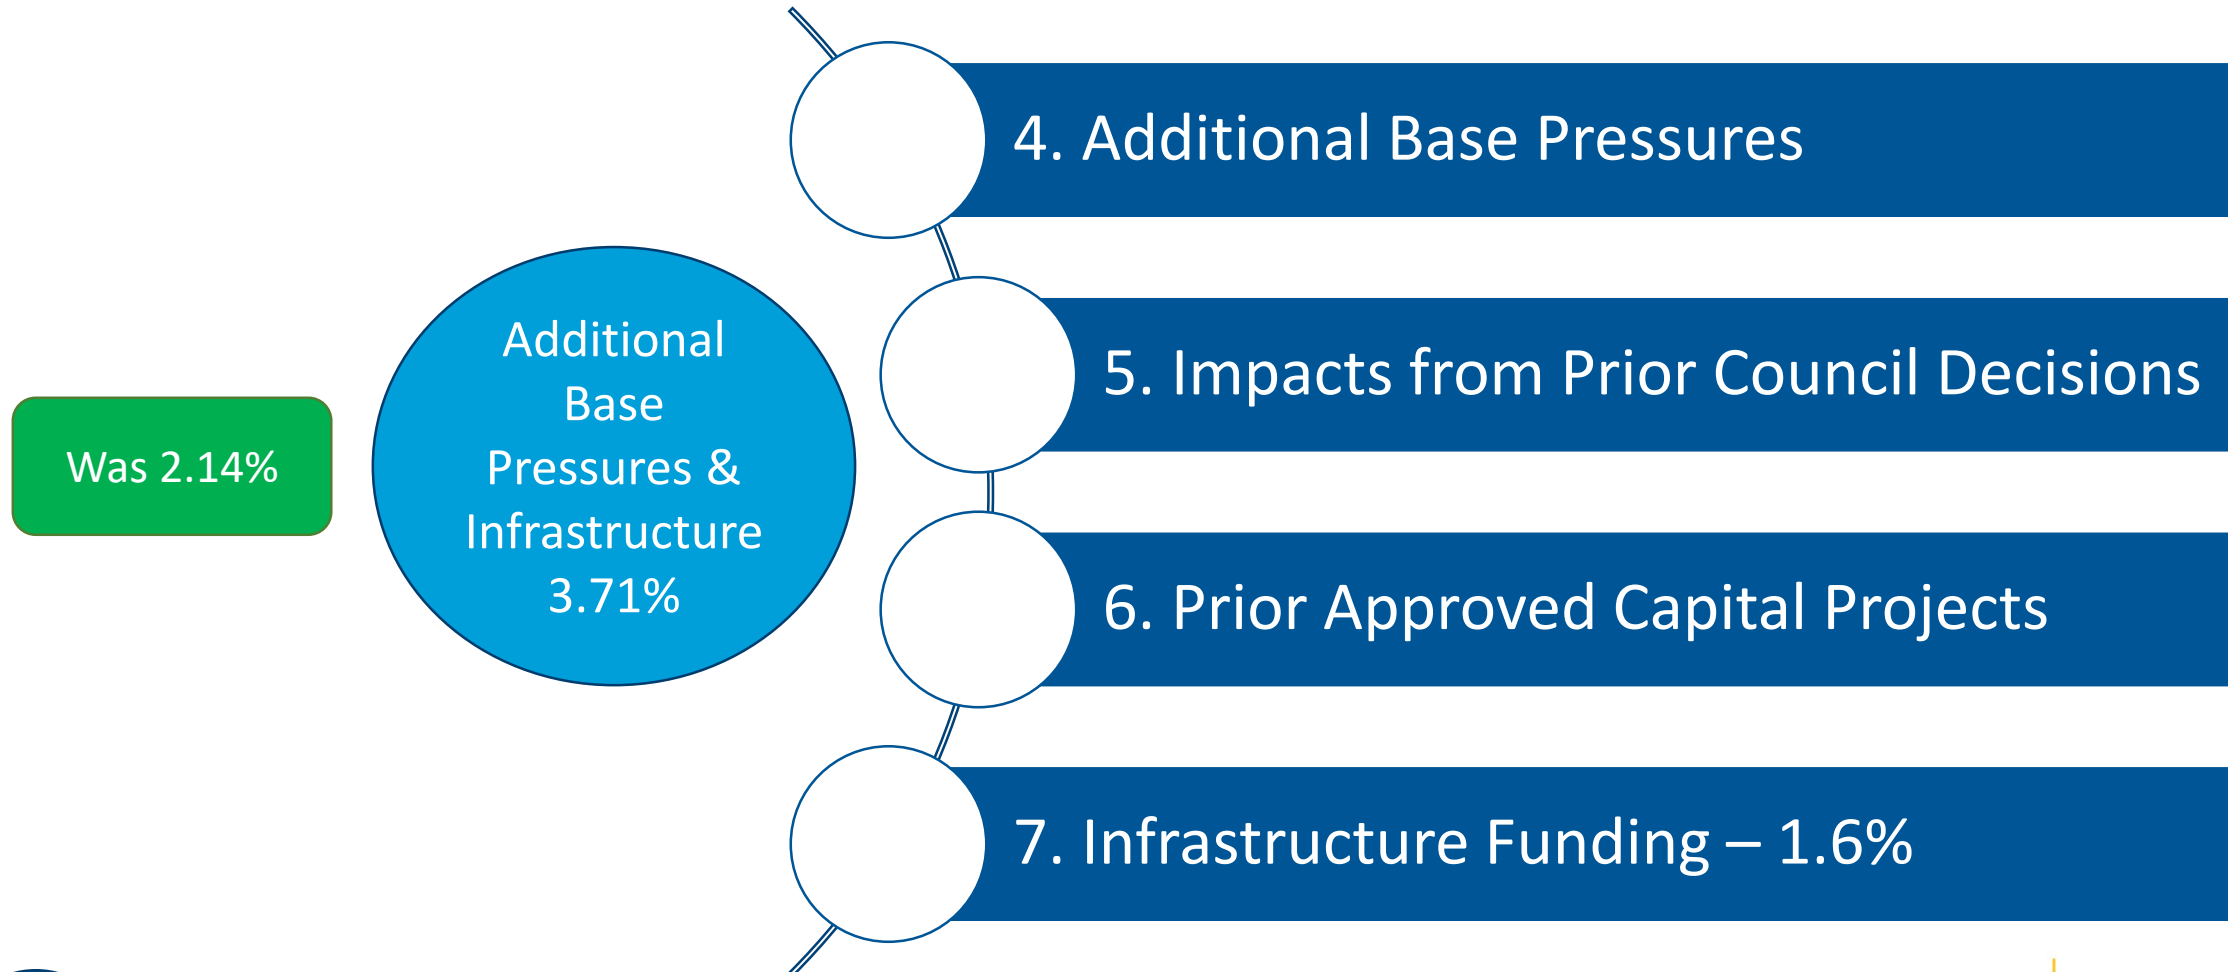 Was 2.14%
Additional
Base
Pressures &
Infrastructure
3.71%
4. Additional Base Pressures
5. Impacts from Prior Council Decisions
6. Prior Approved Capital Projects
7. Infrastructure Funding – 1.6%